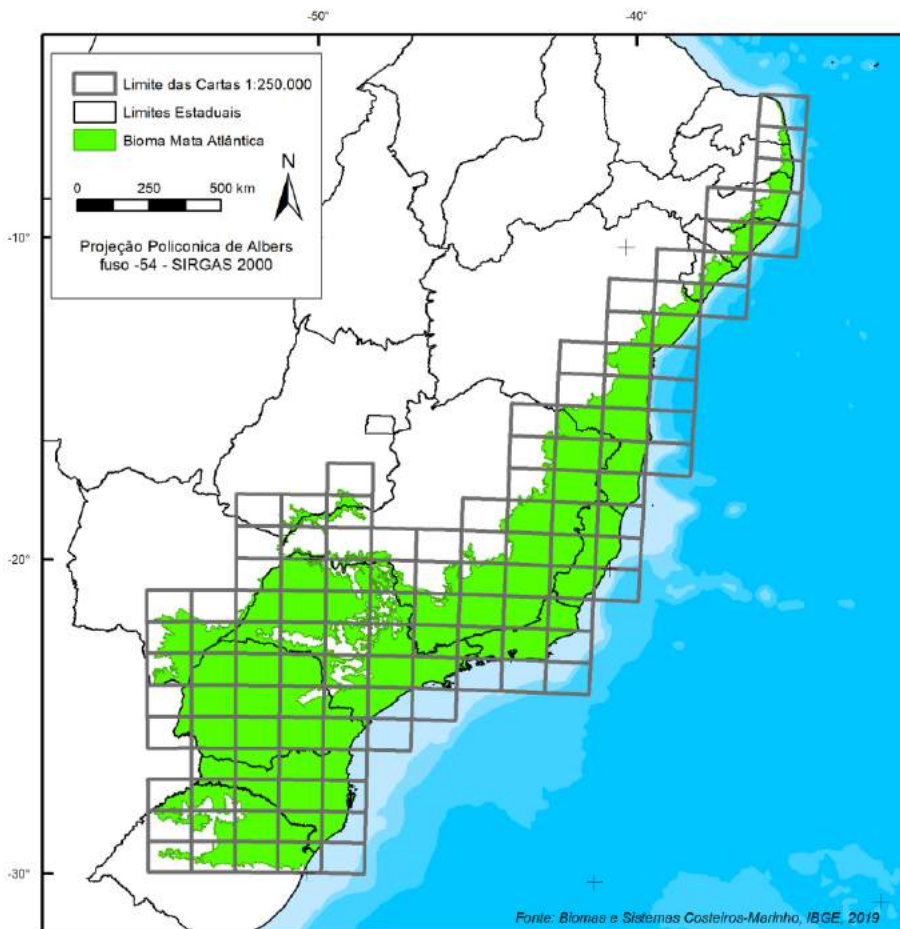 -50° -40°
Limite das Cartas 1:250.000
Limites Estaduais
Bioma Mata Atlântica
N
0 250 500 km
Projeção Policonica de Albers
fuso -54 - SIRGAS 2000
-10°
-20°
-30°
Fonte: Biomas e Sistemas Costeiros-Marinho, IBGE, 2019